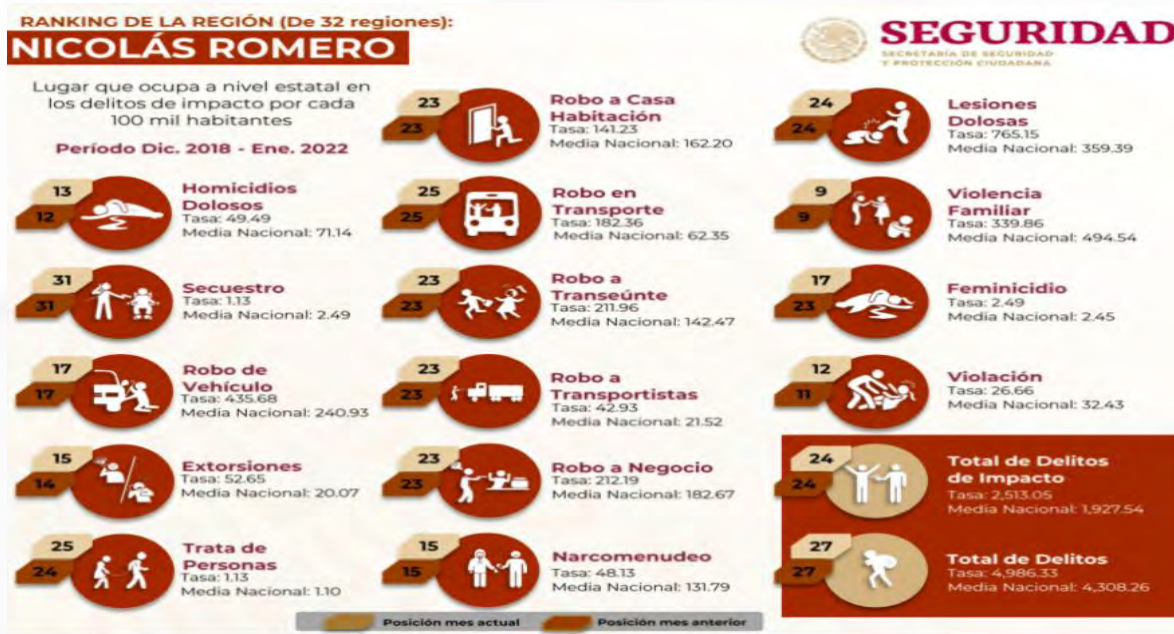 RANKING DE LA REGIÓN (De 32 regiones):
NICOLÁS ROMERO
SEGURIDAD
SECRETARÍA DE SEGURIDAD
Y PROTECCIÓN CIUDADANA
Lugar que ocupa a nivel estatal en
los delitos de impacto por cada
100 mil habitantes
Período Dic. 2018 - Ene. 2022
13
12
Homicidios
Dolosos
Tasa: 49.49
Media Nacional: 71.14
31
31
Secuestro
Tasa: 1.13
Media Nacional: 2.49
17
17
Robo de
Vehículo
Tasa: 435.68
Media Nacional: 240.93
15
14
Extorsiones
Tasa: 52.65
Media Nacional: 20.07
25
24
Trata de
Personas
Tasa: 1.13
Media Nacional: 1.10
23
23
Robo a Casa
Habitación
Tasa: 141.23
Media Nacional: 162.20
25
25
Robo en
Transporte
Tasa: 182.36
Media Nacional: 62.35
23
23
Robo a
Transeúnte
Tasa: 211.96
Media Nacional: 142.47
23
23
Robo a
Transportistas
Tasa: 42.93
Media Nacional: 21.52
23
23
Robo a Negocio
Tasa: 212.19
Media Nacional: 182.67
15
15
Narcomenudeo
Tasa: 48.13
Media Nacional: 131.79
24
24
Lesiones
Dolosas
Tasa: 765.15
Media Nacional: 359.39
9
9
Violencia
Familiar
Tasa: 339.86
Media Nacional: 494.54
17
23
Feminicidio
Tasa: 2.49
Media Nacional: 2.45
12
11
Violación
Tasa: 26.66
Media Nacional: 32.43
24
24
Total de Delitos
de Impacto
Tasa: 2,513.05
Media Nacional: 1,927.54
27
27
Total de Delitos
Tasa: 4,986.33
Media Nacional: 4,308.26
Posición mes actual
Posición mes anterior